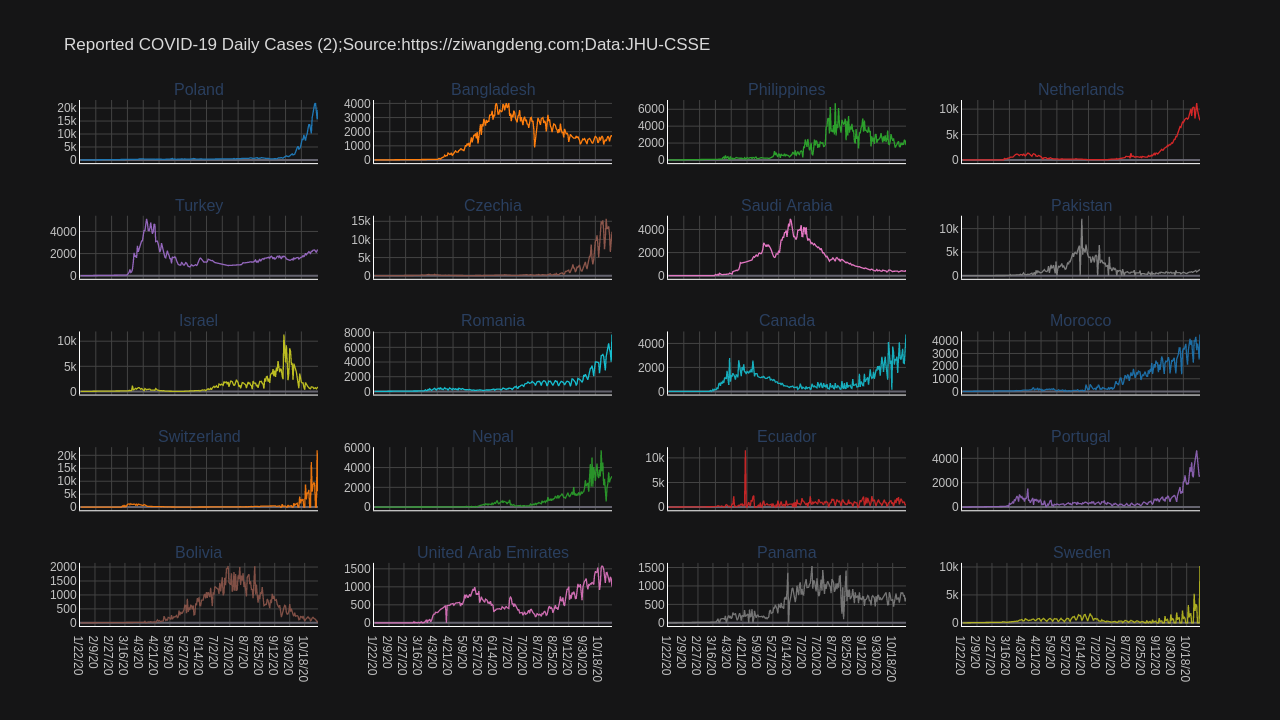 Reported COVID-19 Daily Cases (2);Source:https://ziwangdeng.com;Data:JHU-CSSE
Poland
Bangladesh
Philippines
Netherlands
20k
15k
10k
5k
0
4000
3000
2000
1000
0
6000
4000
2000
0
10k
5k
0
Turkey
Czechia
Saudi Arabia
Pakistan
4000
2000
0
15k
10k
5k
0
4000
2000
0
10k
5k
0
Israel
Romania
Canada
Morocco
10k
5k
0
8000
6000
4000
2000
0
4000
2000
0
4000
3000
2000
1000
0
Switzerland
Nepal
Ecuador
Portugal
20k
15k
10k
5k
0
6000
4000
2000
0
10k
5k
0
4000
2000
0
Bolivia
United Arab Emirates
Panama
Sweden
2000
1500
1000
500
0
1500
1000
500
0
1500
1000
500
0
10k
5k
0
1/22/20 2/9/20 2/27/20 3/16/20 4/3/20 4/21/20 5/9/20 5/27/20 6/14/20 7/2/20 7/20/20 8/7/20 8/25/20 9/12/20 9/30/20 10/18/20
1/22/20 2/9/20 2/27/20 3/16/20 4/3/20 4/21/20 5/9/20 5/27/20 6/14/20 7/2/20 7/20/20 8/7/20 8/25/20 9/12/20 9/30/20 10/18/20
1/22/20 2/9/20 2/27/20 3/16/20 4/3/20 4/21/20 5/9/20 5/27/20 6/14/20 7/2/20 7/20/20 8/7/20 8/25/20 9/12/20 9/30/20 10/18/20
1/22/20 2/9/20 2/27/20 3/16/20 4/3/20 4/21/20 5/9/20 5/27/20 6/14/20 7/2/20 7/20/20 8/7/20 8/25/20 9/12/20 9/30/20 10/18/20